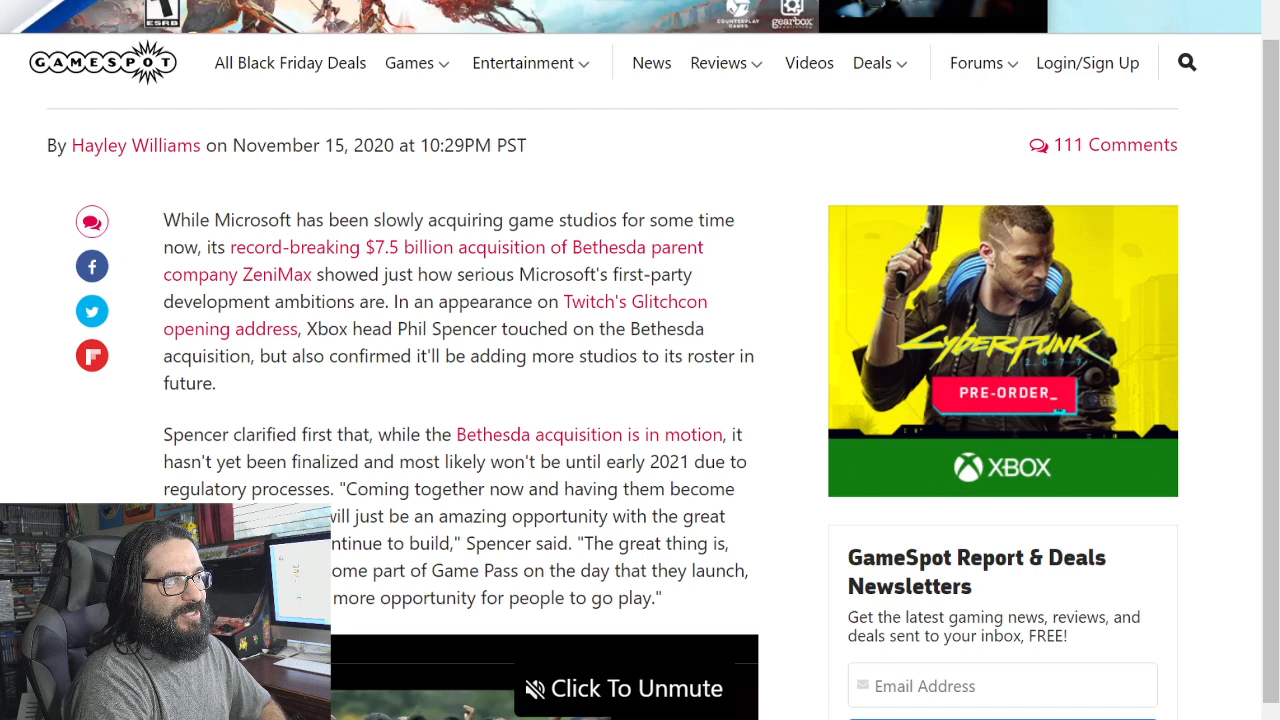 ESRB
COUNTERPLAY
GAMES
gearbox
GAMESPOT
All Black Friday Deals Games Entertainment News Reviews Videos Deals Forums Login/Sign Up
By Hayley Williams on November 15, 2020 at 10:29PM PST
111 Comments
While Microsoft has been slowly acquiring game studios for some time
now, its record-breaking $7.5 billion acquisition of Bethesda parent
company ZeniMax showed just how serious Microsoft's first-party
development ambitions are. In an appearance on Twitch's Glitchcon
opening address, Xbox head Phil Spencer touched on the Bethesda
acquisition, but also confirmed it'll be adding more studios to its roster in
future.
Spencer clarified first that, while the Bethesda acquisition is in motion, it
hasn't yet been finalized and most likely won't be until early 2021 due to
regulatory processes. "Coming together now and having them become
will just be an amazing opportunity with the great
ntinue to build," Spencer said. "The great thing is,
ome part of Game Pass on the day that they launch,
more opportunity for people to go play."
Click To Unmute
Cyberpunk
2077
PRE-ORDER_
XBOX
GameSpot Report & Deals
Newsletters
Get the latest gaming news, reviews, and
deals sent to your inbox, FREE!
Email Address